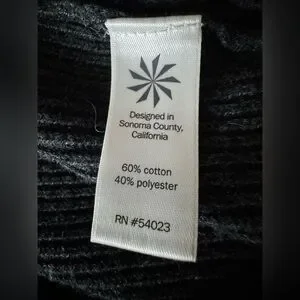 Designed in
Sonoma County,
California
60% cotton
40% polyester
RN #54023